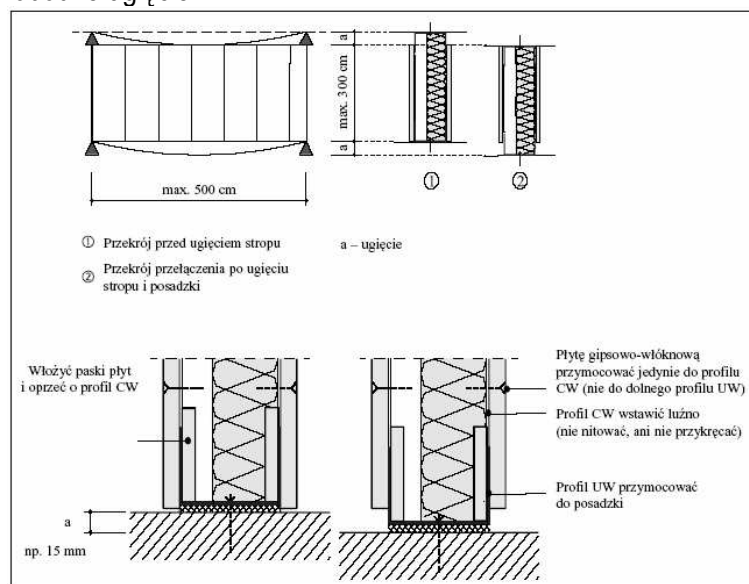 a
max. 300 cm
a
max. 500 cm
① ②
① Przekrój przed ugięciem stropu
a – ugięcie
② Przekrój przełączenia po ugięciu
stropu i posadzki
Włożyć paski płyt
i oprzeć o profil CW
Płytę gipsowo-włóknową
przymocować jedynie do profilu
CW (nie do dolnego profilu UW)
Profil CW wstawić luźno
(nie nitować, ani nie przykręcać)
Profil UW przymocować
do posadzki
a
np. 15 mm